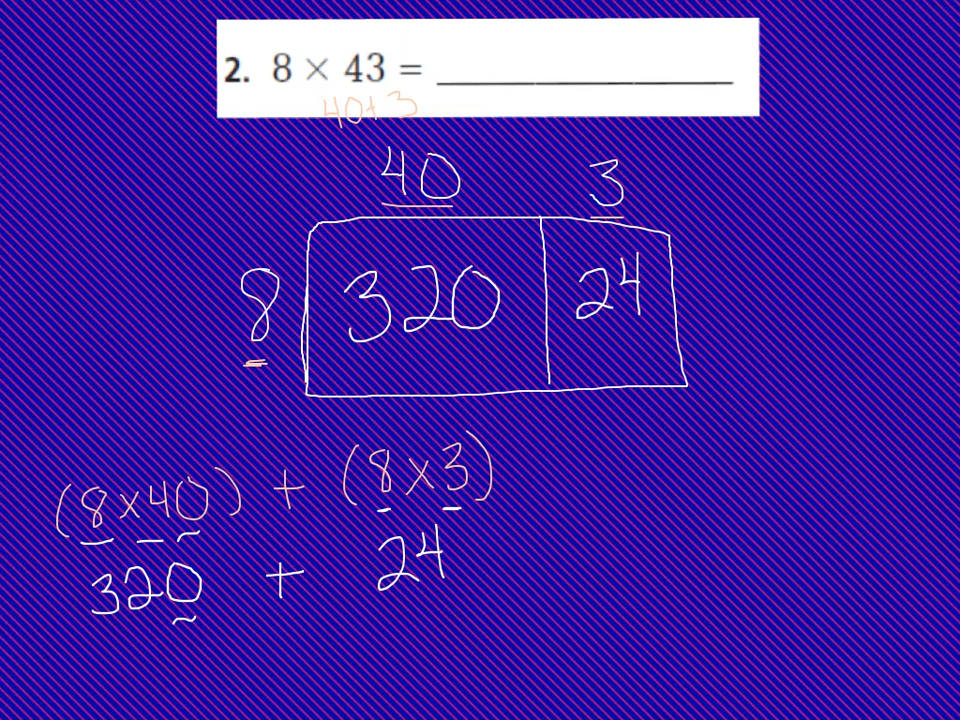 2. 8 × 43 = ____________
40+3
40 3
8 320 24
(8×40) + (8×3)
320 + 24